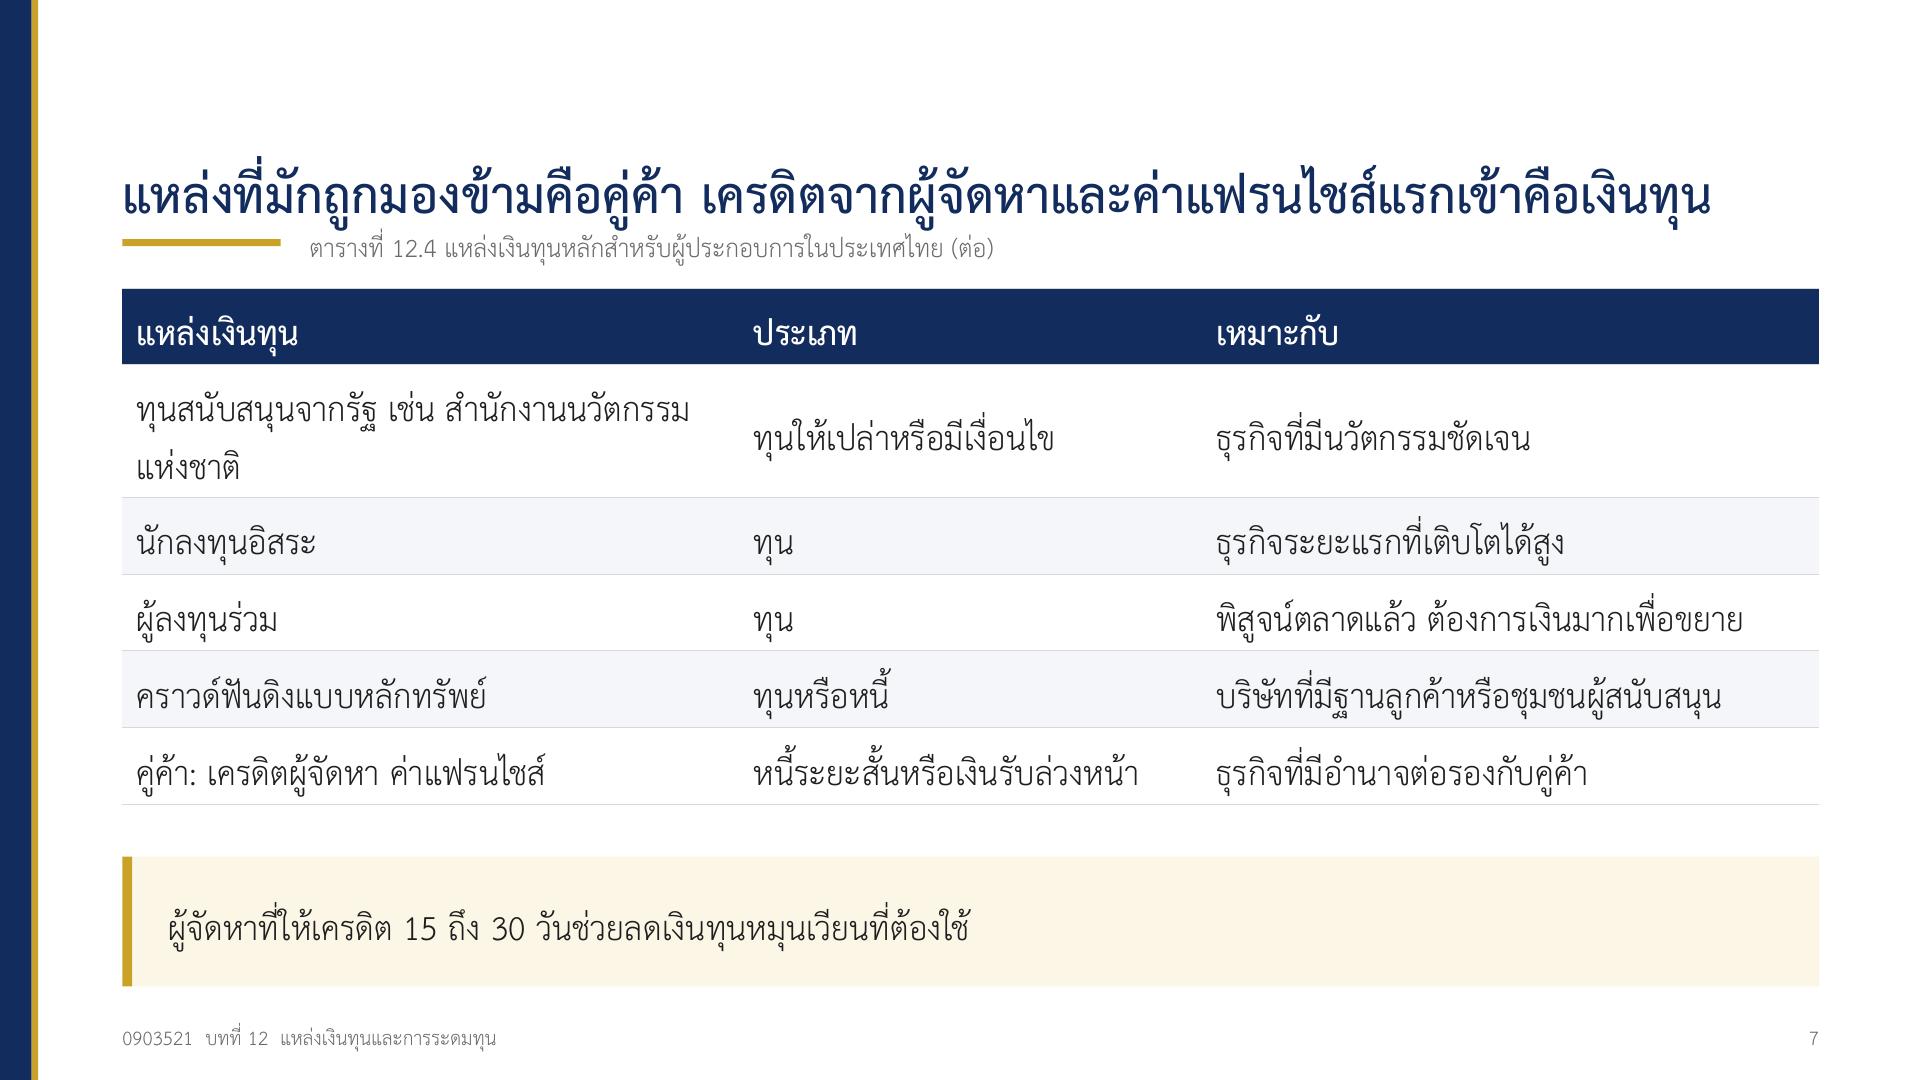 แหล่งที่มักถูกมองข้ามคือคู่ค้า เครดิตจากผู้จัดหาและค่าแฟรนไชส์แรกเข้าคือเงินทุน
ตารางที่ 12.4 แหล่งเงินทุนหลักสำหรับผู้ประกอบการในประเทศไทย (ต่อ)
แหล่งเงินทุน ประเภท เหมาะกับ
ทุนสนับสนุนจากรัฐ เช่น สำนักงานนวัตกรรม
แห่งชาติ
ทุนให้เปล่าหรือมีเงื่อนไข ธุรกิจที่มีนวัตกรรมชัดเจน
นักลงทุนอิสระ ทุน ธุรกิจระยะแรกที่เติบโตได้สูง
ผู้ลงทุนร่วม ทุน พิสูจน์ตลาดแล้ว ต้องการเงินมากเพื่อขยาย
คราวด์ฟันดิงแบบหลักทรัพย์ ทุนหรือหนี้ บริษัทที่มีฐานลูกค้าหรือชุมชนผู้สนับสนุน
คู่ค้า: เครดิตผู้จัดหา ค่าแฟรนไชส์ หนี้ระยะสั้นหรือเงินรับล่วงหน้า ธุรกิจที่มีอำนาจต่อรองกับคู่ค้า
ผู้จัดหาที่ให้เครดิต 15 ถึง 30 วันช่วยลดเงินทุนหมุนเวียนที่ต้องใช้
0903521 บทที่ 12 แหล่งเงินทุนและการระดมทุน 7